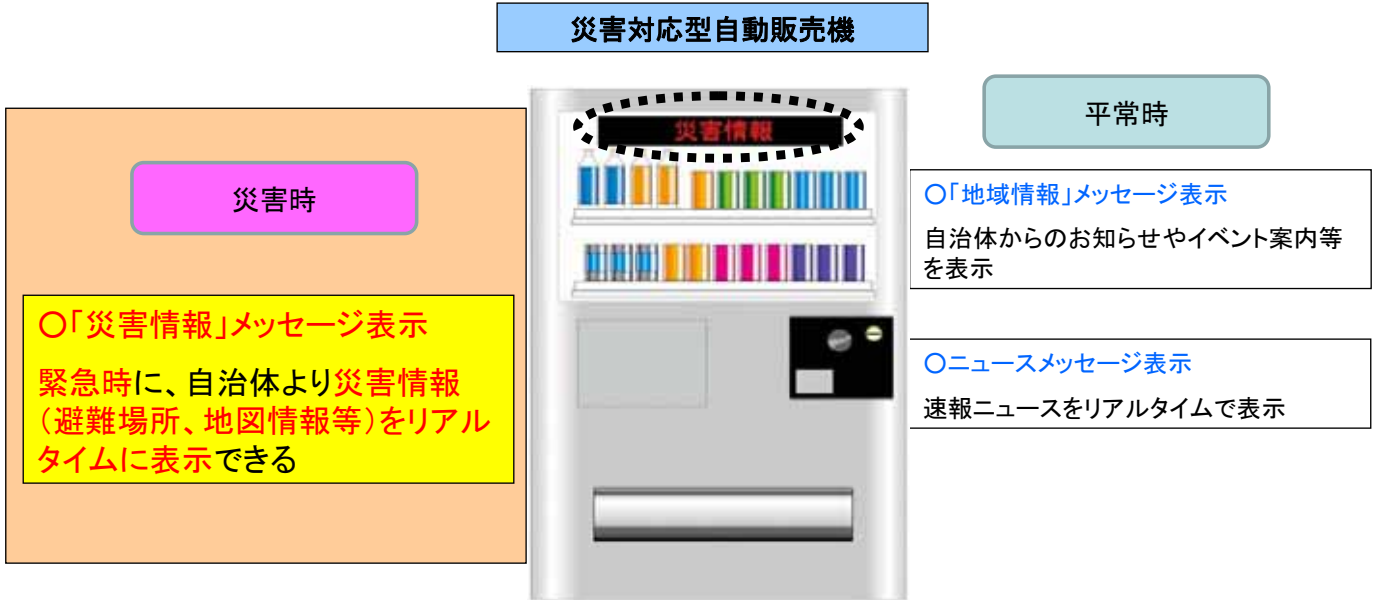 災害対応型自動販売機
災害時
○「災害情報」メッセージ表示
緊急時に、自治体より災害情報
(避難場所、地図情報等)をリアル
タイムに表示できる
災害情報
平常時
○「地域情報」メッセージ表示
自治体からのお知らせやイベント案内等
を表示
○ニュースメッセージ表示
速報ニュースをリアルタイムで表示